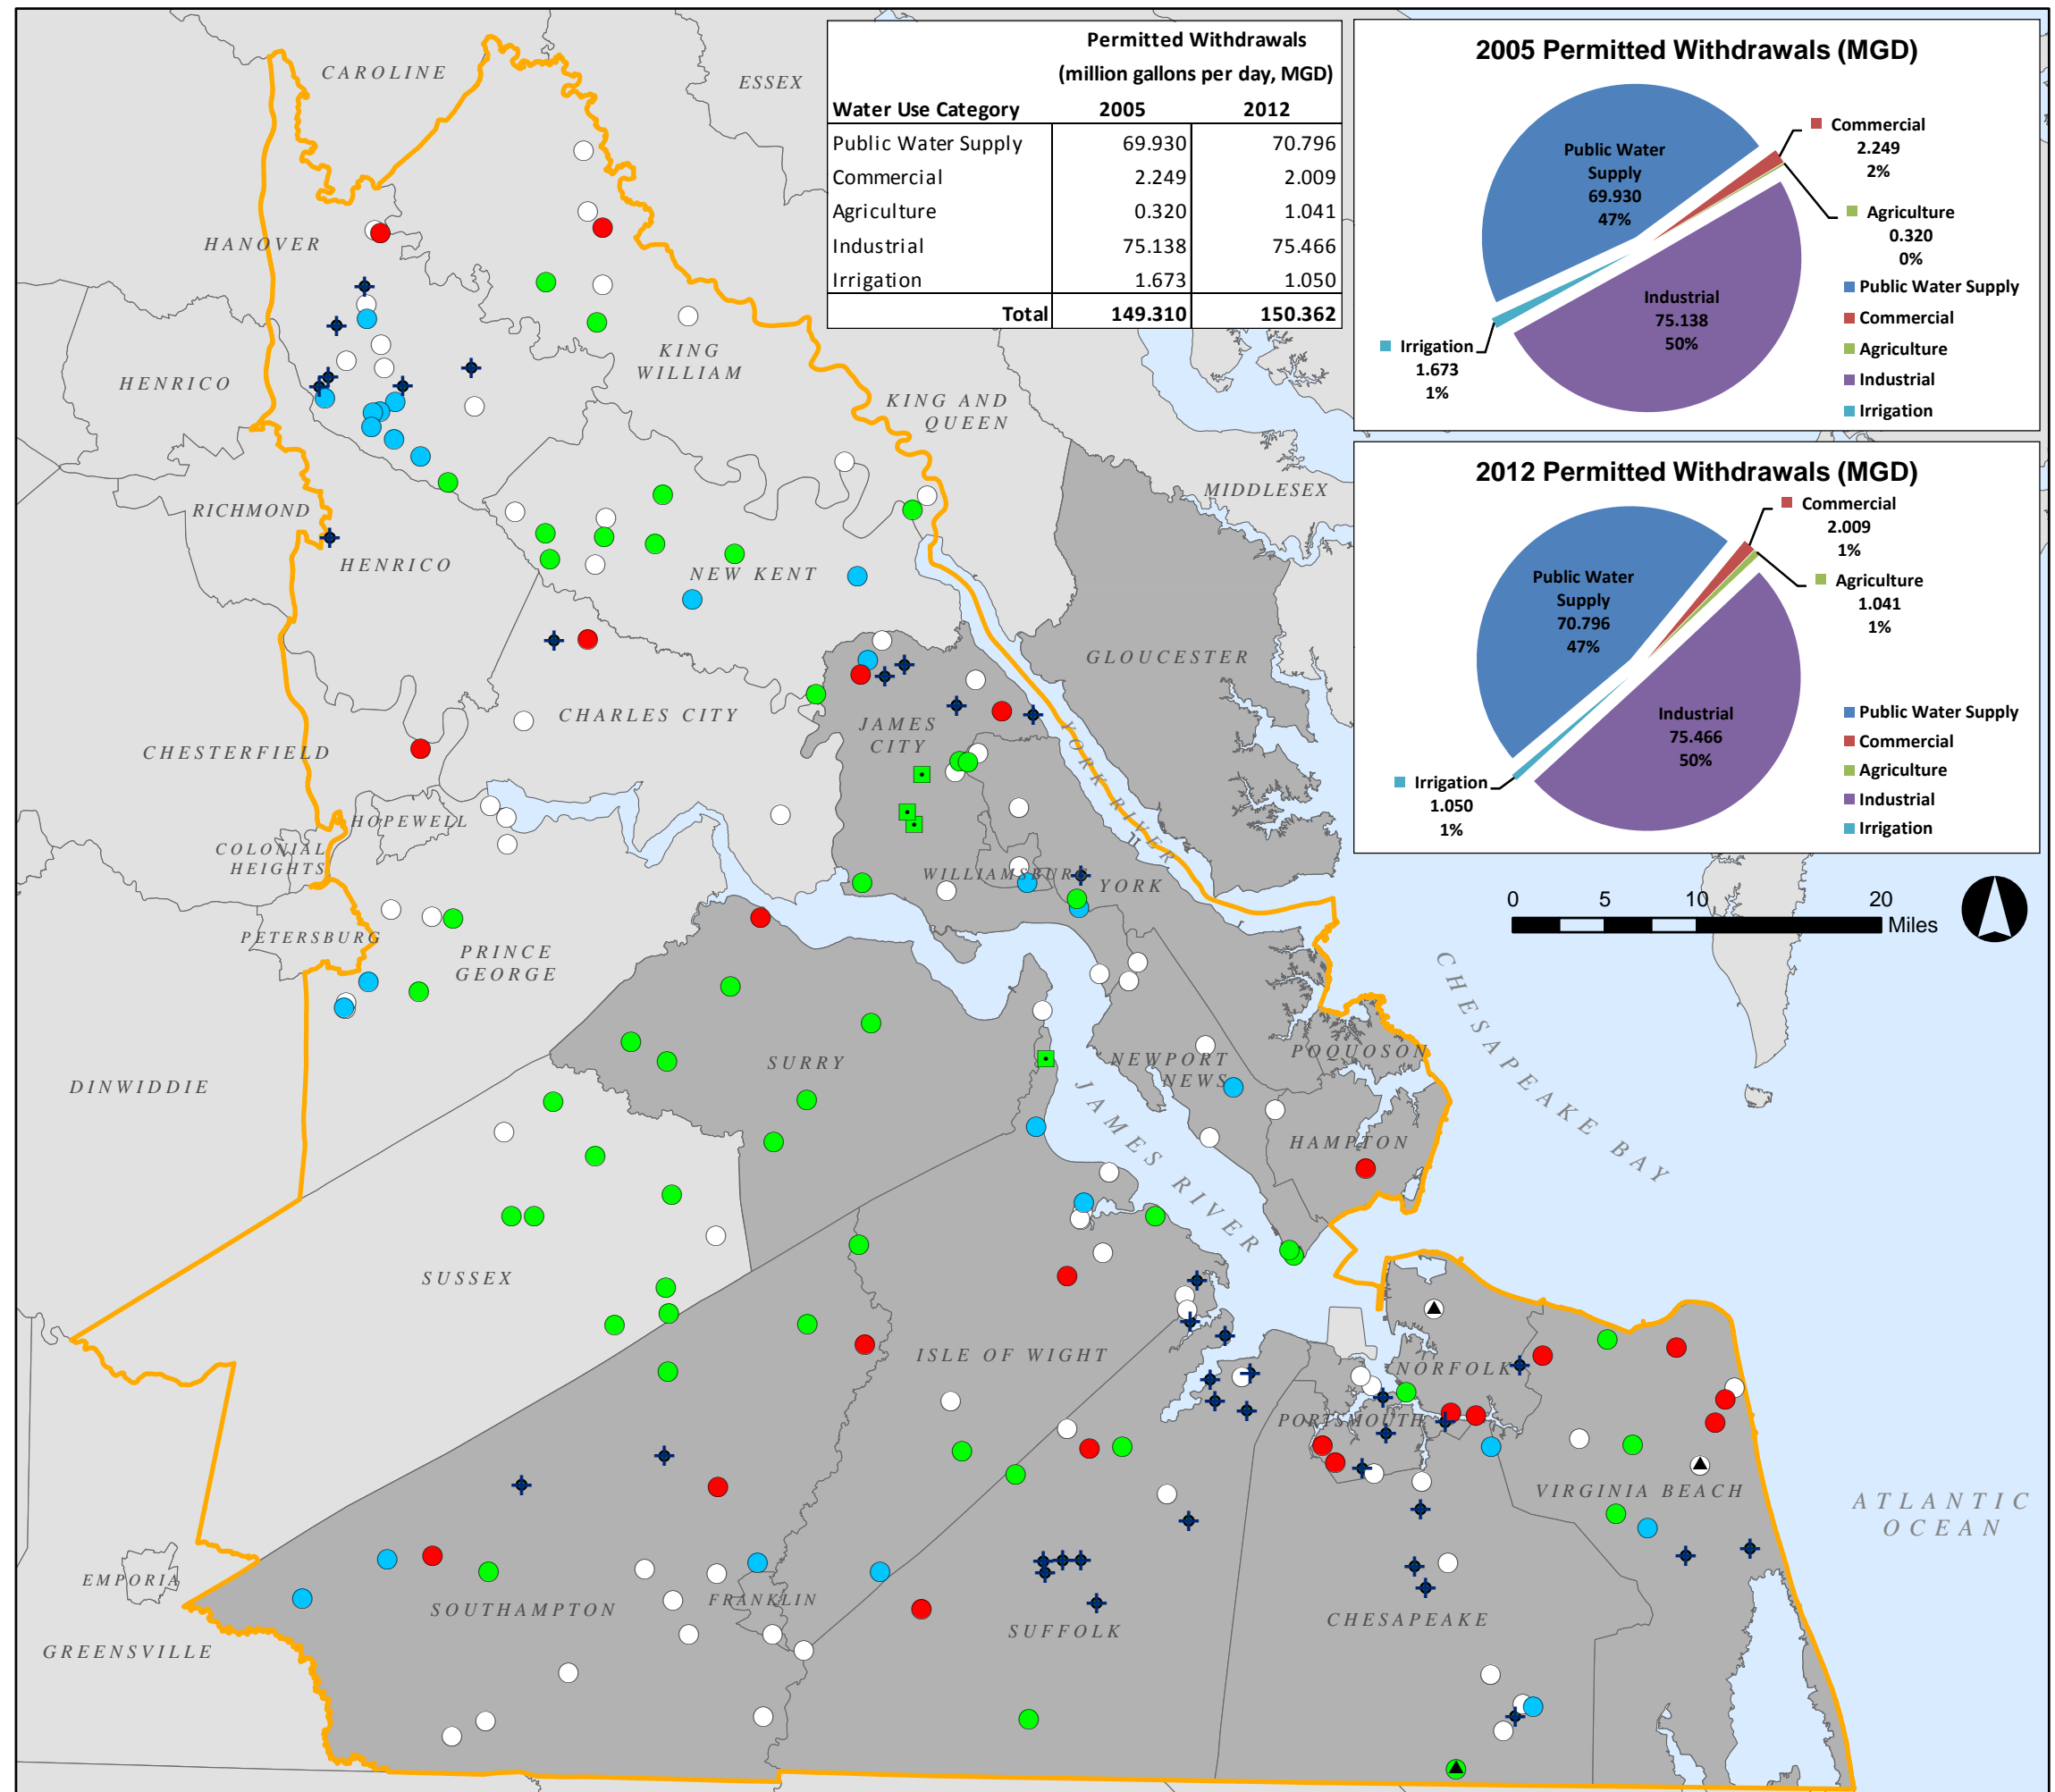 Permitted Withdrawals
(million gallons per day, MGD)
Water Use Category 2005 2012
Public Water Supply 69.930 70.796
Commercial 2.249 2.009
Agriculture 0.320 1.041
Industrial 75.138 75.466
Irrigation 1.673 1.050
Total 149.310 150.362
2005 Permitted Withdrawals (MGD)
Public Water
Supply
69.930
47%
Commercial
2.249
2%
Agriculture
0.320
0%
Industrial
75.138
50%
Irrigation
1.673
1%
Public Water Supply
Commercial
Agriculture
Industrial
Irrigation
2012 Permitted Withdrawals (MGD)
Public Water
Supply
70.796
47%
Commercial
2.009
1%
Agriculture
1.041
1%
Industrial
75.466
50%
Irrigation
1.050
1%
Public Water Supply
Commercial
Agriculture
Industrial
Irrigation
0 5 10 20
Miles
CAROLINE
ESSEX
HANOVER
KING
WILLIAM
HENRICO
KING AND
QUEEN
MIDDLESEX
RICHMOND
HENRICO
NEW KENT
GLOUCESTER
CHARLES CITY
JAMES
CITY
YORK RIVER
CHESTERFIELD
HOPEWELL
COLONIAL
HEIGHTS
WILLIAMSBURG
YORK
PETERSBURG
PRINCE
GEORGE
CHESAPEAKE BAY
DINWIDDIE
SURRY
NEWPORT
NEWS
POQUOSON
JAMES RIVER
HAMPTON
SUSSEX
ISLE OF WIGHT
NORFOLK
PORTSMOUTH
VIRGINIA BEACH
ATLANTIC
OCEAN
EMPORIA
SOUTHAMPTON
FRANKLIN
SUFFOLK
CHESAPEAKE
GREENSVILLE